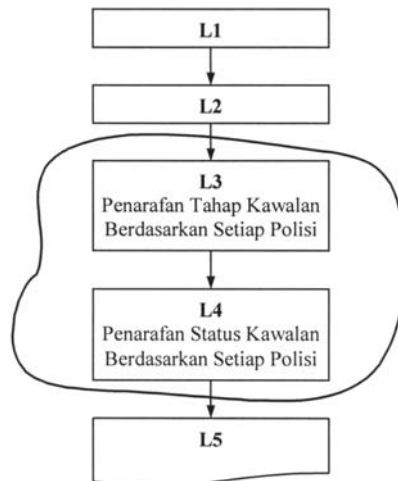 L1
L2
L3
Penarafan Tahap Kawalan
Berdasarkan Setiap Polisi
L4
Penarafan Status Kawalan
Berdasarkan Setiap Polisi
L5